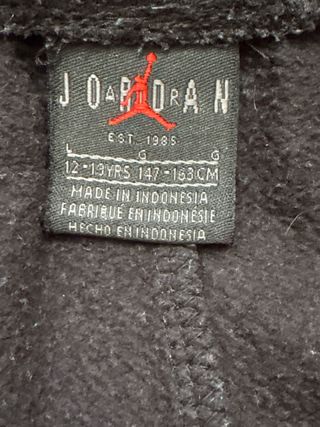 JORDAN
A R
EST. 1985
L G G
12-13YRS 147-163CM
MADE IN INDONESIA
FABRIQUÉ EN INDONÉSIE
HECHO EN INDONESIA